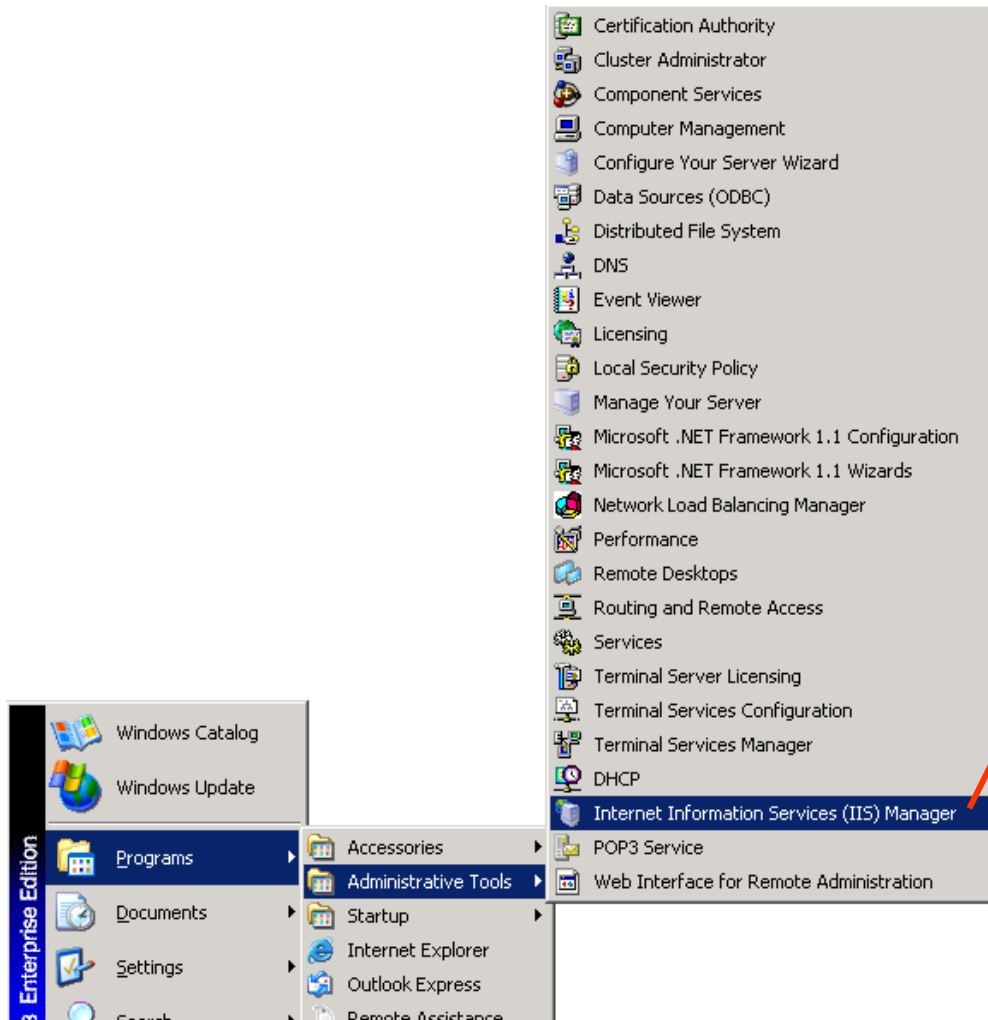 Certification Authority
Cluster Administrator
Component Services
Computer Management
Configure Your Server Wizard
Data Sources (ODBC)
Distributed File System
DNS
Event Viewer
Licensing
Local Security Policy
Manage Your Server
Microsoft .NET Framework 1.1 Configuration
Microsoft .NET Framework 1.1 Wizards
Network Load Balancing Manager
Performance
Remote Desktops
Routing and Remote Access
Services
Terminal Server Licensing
Terminal Services Configuration
Terminal Services Manager
DHCP
Internet Information Services (IIS) Manager
POP3 Service
Web Interface for Remote Administration
Windows Catalog
Windows Update
Programs
Documents
Settings
Search
Accessories
Administrative Tools
Startup
Internet Explorer
Outlook Express
Remote Assistance
Enterprise Edition